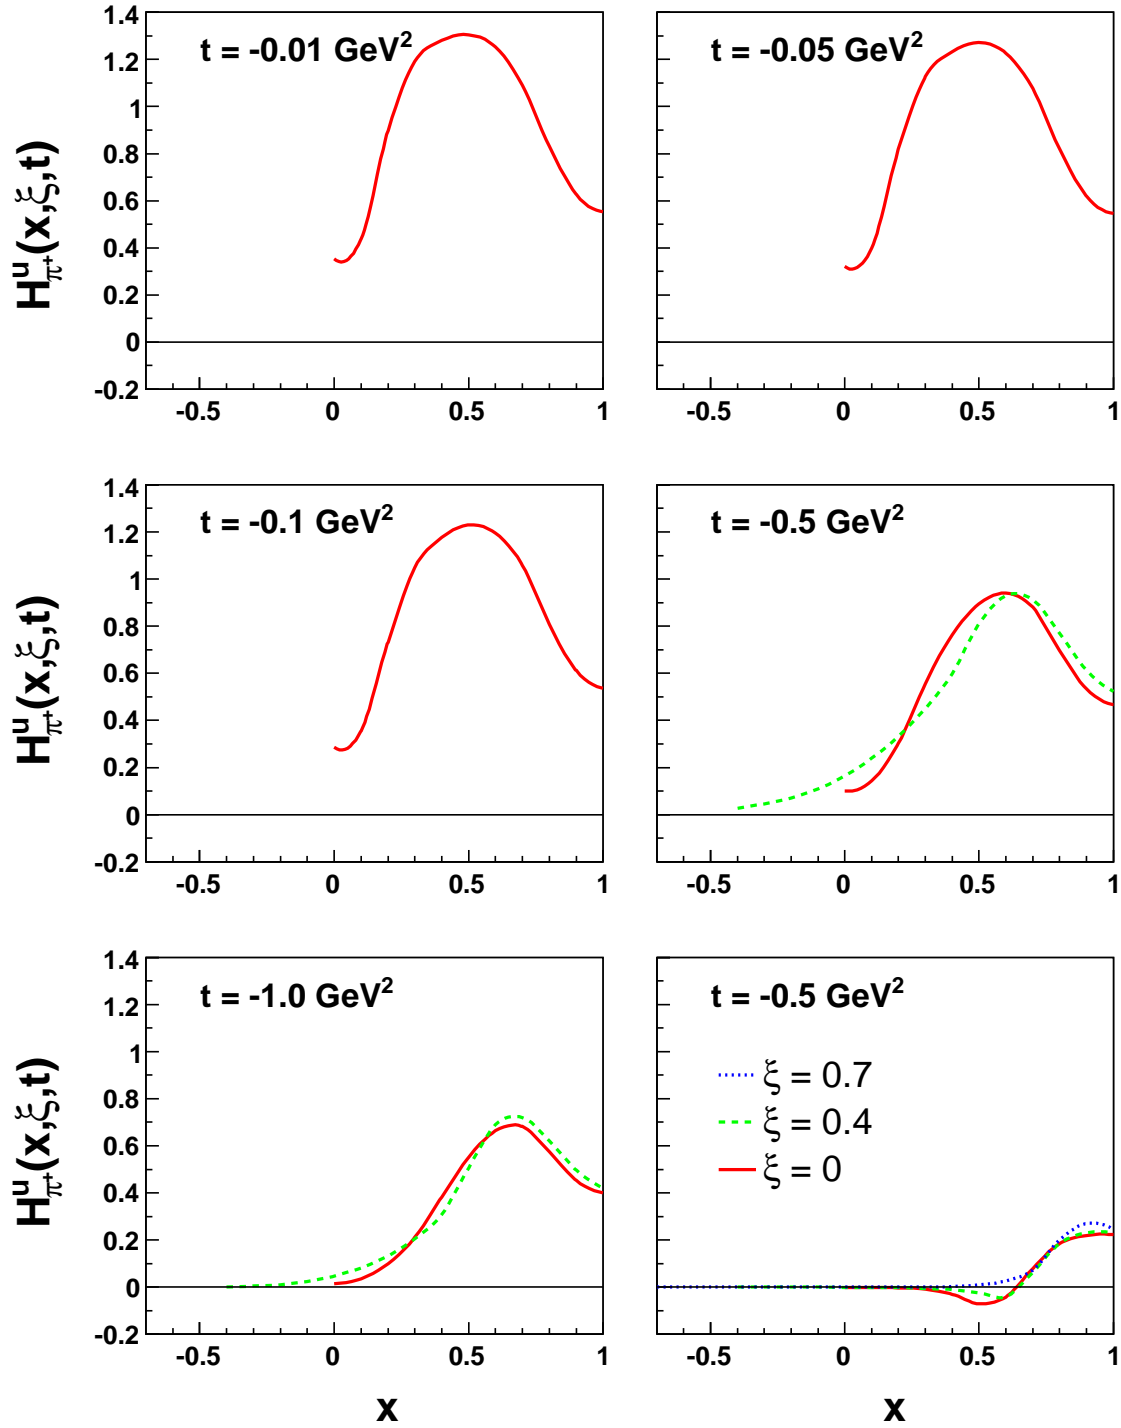 t = -0.01 GeV²
t = -0.05 GeV²
H^u_π⁺(x,ξ,t)
1.4
1.2
1
0.8
0.6
0.4
0.2
0
-0.2
-0.5 0 0.5 1
-0.5 0 0.5 1
t = -0.1 GeV²
t = -0.5 GeV²
H^u_π⁺(x,ξ,t)
1.4
1.2
1
0.8
0.6
0.4
0.2
0
-0.2
-0.5 0 0.5 1
-0.5 0 0.5 1
t = -1.0 GeV²
t = -0.5 GeV²
H^u_π⁺(x,ξ,t)
1.4
1.2
1
0.8
0.6
0.4
0.2
0
-0.2
ξ = 0.7
ξ = 0.4
ξ = 0
-0.5 0 0.5 1
-0.5 0 0.5 1
x
x